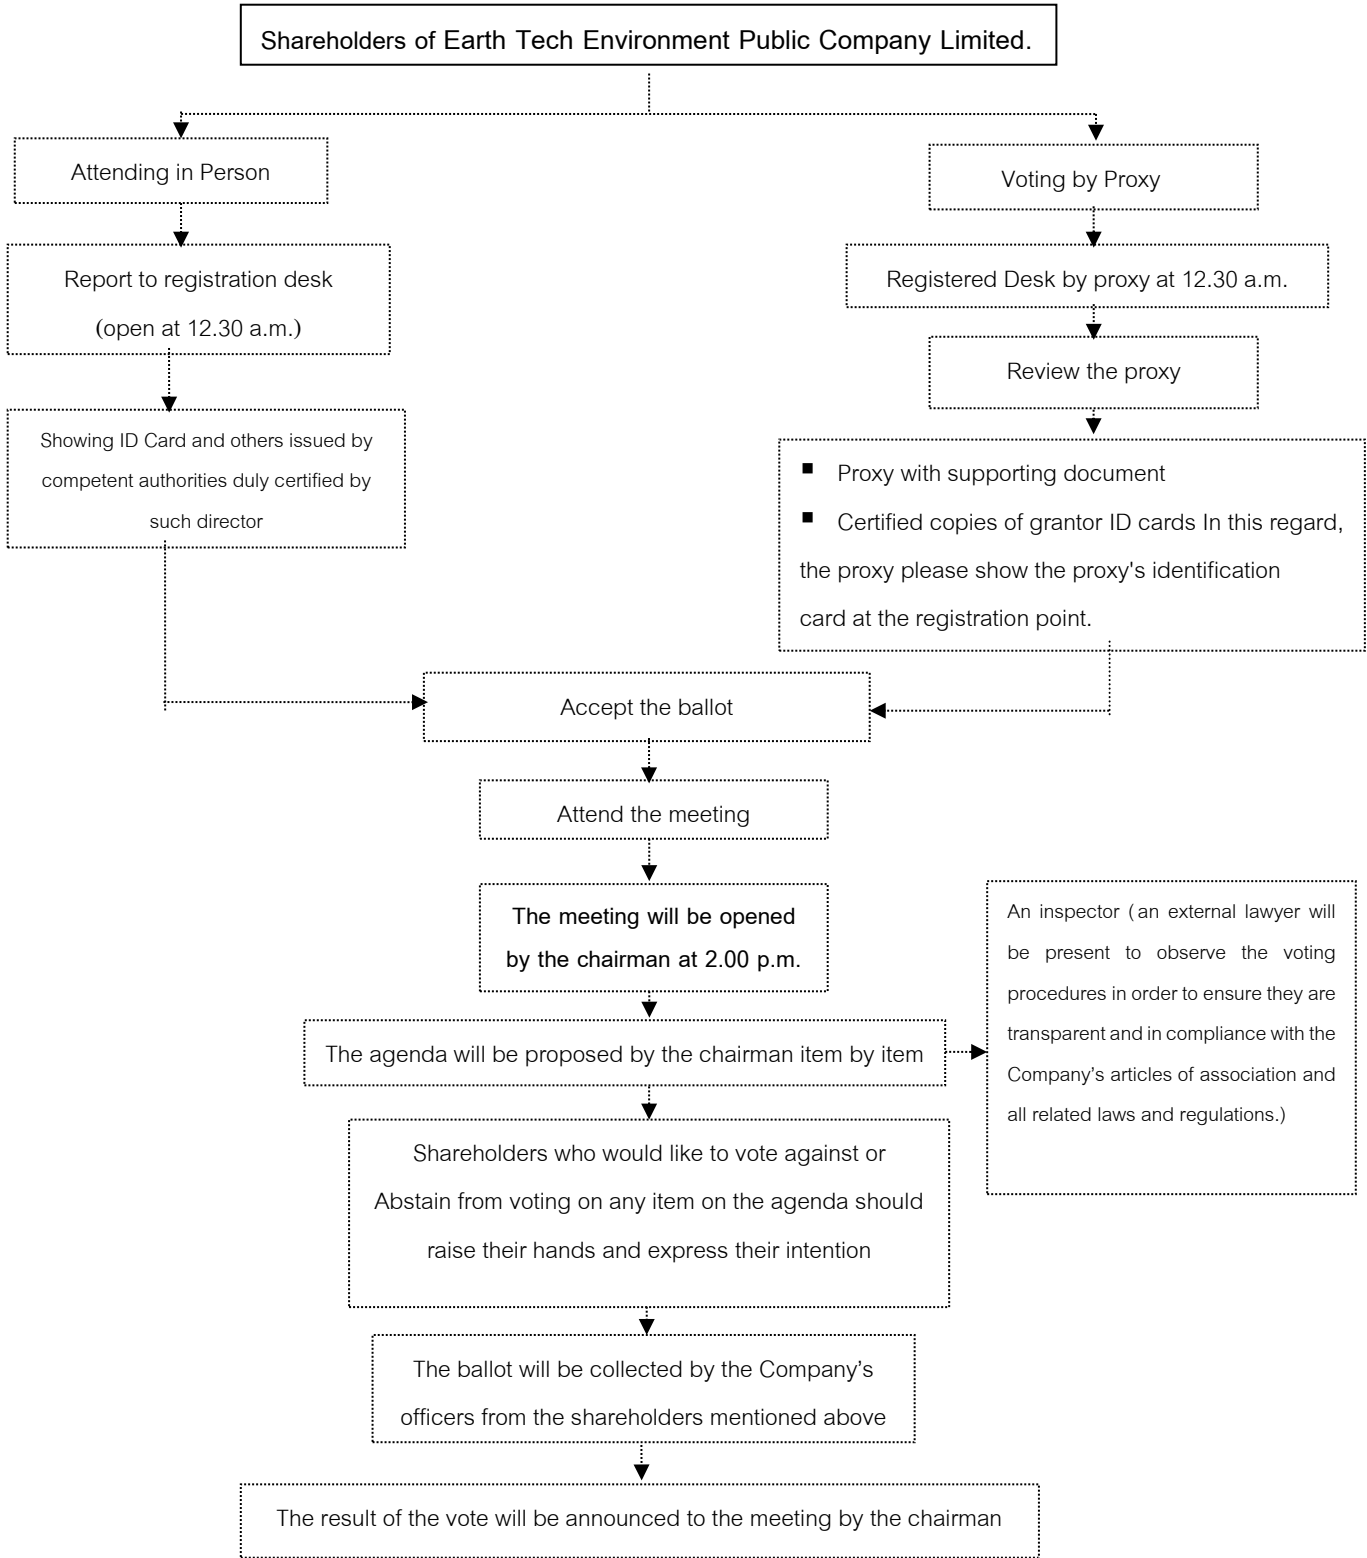 Shareholders of Earth Tech Environment Public Company Limited.
Attending in Person
Voting by Proxy
Report to registration desk
(open at 12.30 a.m.)
Registered Desk by proxy at 12.30 a.m.
Review the proxy
Showing ID Card and others issued by
competent authorities duly certified by
such director
■ Proxy with supporting document
■ Certified copies of grantor ID cards In this regard,
the proxy please show the proxy's identification
card at the registration point.
Accept the ballot
Attend the meeting
The meeting will be opened
by the chairman at 2.00 p.m.
The agenda will be proposed by the chairman item by item
An inspector (an external lawyer will
be present to observe the voting
procedures in order to ensure they are
transparent and in compliance with the
Company's articles of association and
all related laws and regulations.)
Shareholders who would like to vote against or
Abstain from voting on any item on the agenda should
raise their hands and express their intention
The ballot will be collected by the Company's
officers from the shareholders mentioned above
The result of the vote will be announced to the meeting by the chairman